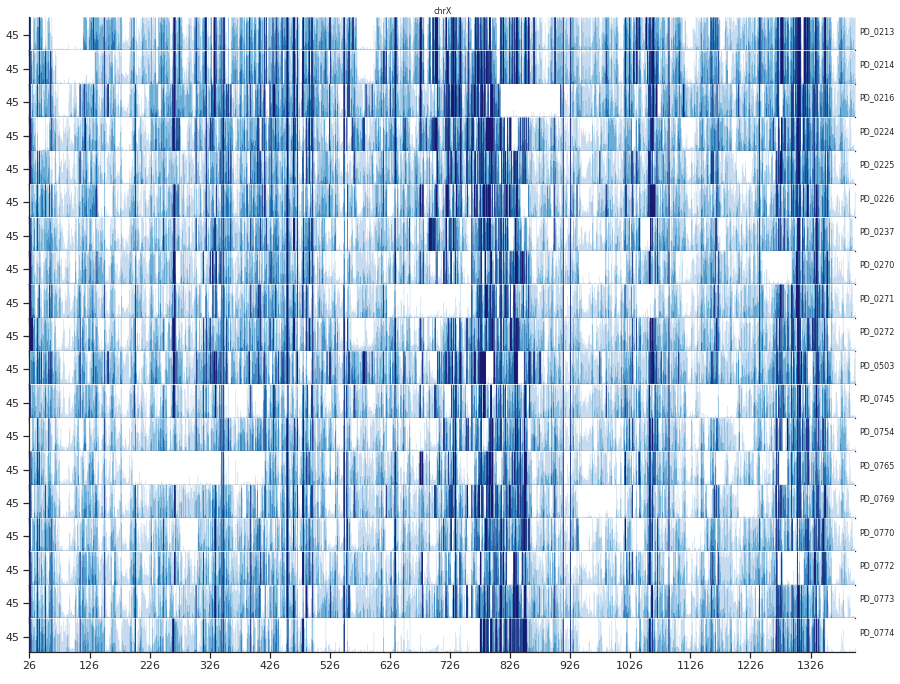 chrX
45 PD_0213
45 PD_0214
45 PD_0216
45 PD_0224
45 PD_0225
45 PD_0226
45 PD_0237
45 PD_0270
45 PD_0271
45 PD_0272
45 PD_0503
45 PD_0745
45 PD_0754
45 PD_0765
45 PD_0769
45 PD_0770
45 PD_0772
45 PD_0773
45 PD_0774
26 126 226 326 426 526 626 726 826 926 1026 1126 1226 1326